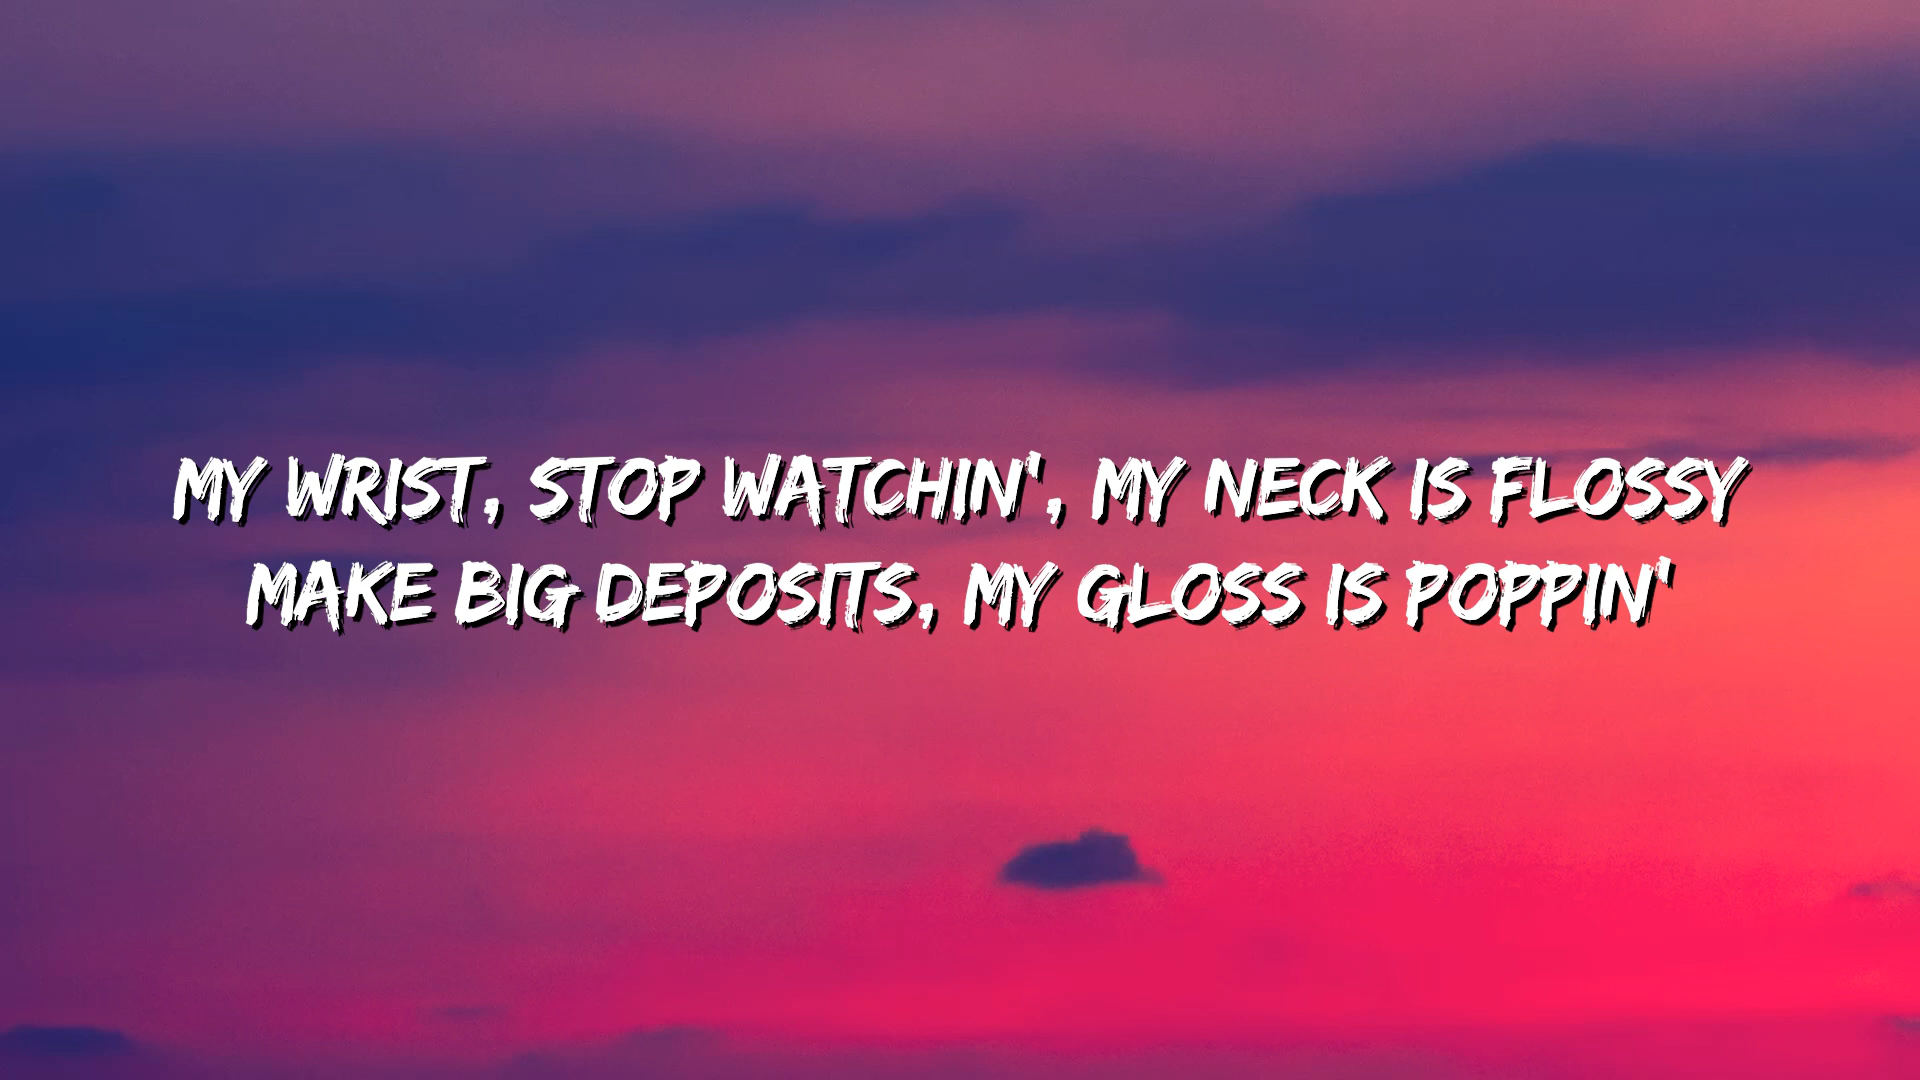 MY WRIST, STOP WATCHIN', MY NECK IS FLOSSY
MAKE BIG DEPOSITS, MY GLOSS IS POPPIN'